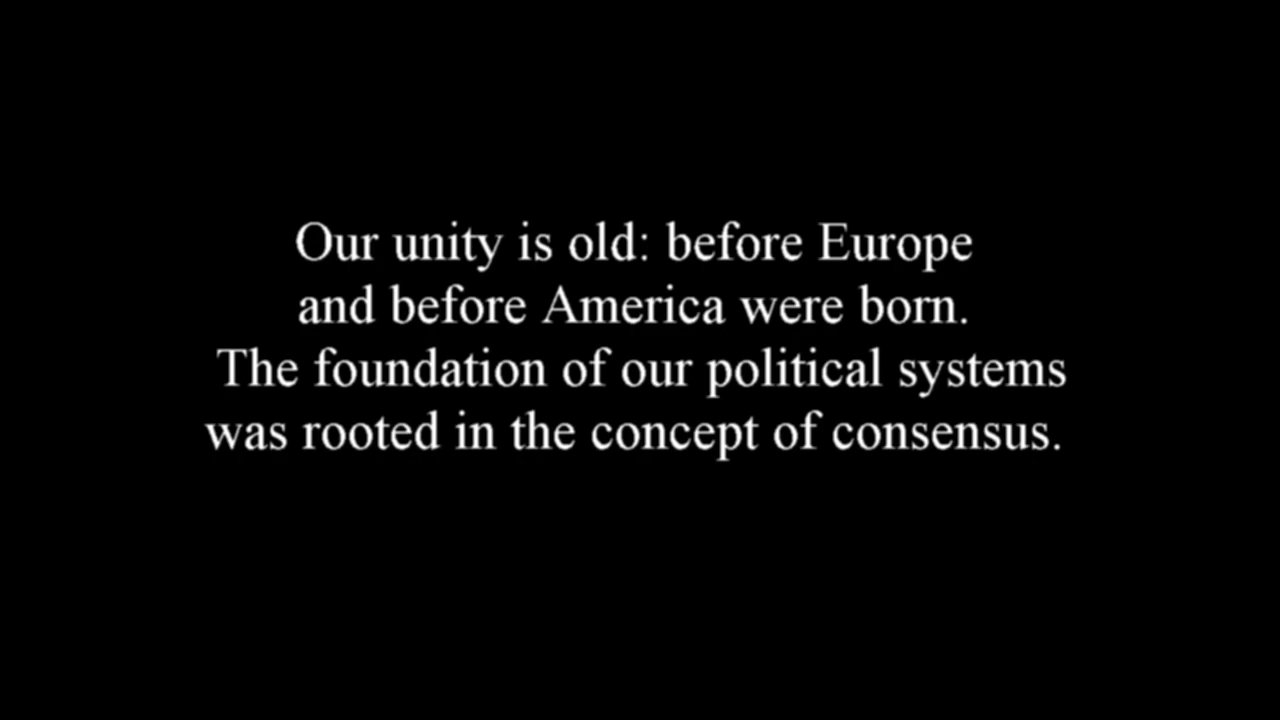 Our unity is old: before Europe
and before America were born.
The foundation of our political systems
was rooted in the concept of consensus.